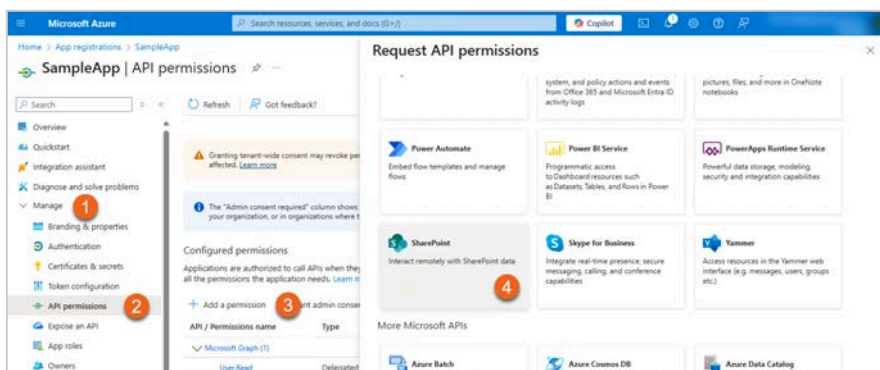 Microsoft Azure
Search resources, services, and docs (G+/)
Copilot
Home > App registrations > SampleApp
SampleApp | API permissions
Search
Refresh
Got feedback?
Overview
Quickstart
Integration assistant
Diagnose and solve problems
Manage
1
Branding & properties
Authentication
Certificates & secrets
Token configuration
API permissions
2
Expose an API
App roles
Owners
Granting tenant-wide consent may revoke per
affected. Learn more
The "Admin consent required" column shows
your organization, or in organizations where t
Configured permissions
Applications are authorized to call APIs when they
all the permissions the application needs. Learn m
+ Add a permission
3
ant admin conse
API / Permissions name
Type
Microsoft Graph (1)
User.Read
Delegated
Request API permissions
system, and policy actions and events
from Office 365 and Microsoft Entra ID
activity logs
pictures, files, and more in OneNote
notebooks
Power Automate
Embed flow templates and manage
flows
Power BI Service
Programmatic access
to Dashboard resources such
as Datasets, Tables, and Rows in Power
BI
PowerApps Runtime Service
Powerful data storage, modeling,
security and integration capabilities
SharePoint
Interact remotely with SharePoint data
4
Skype for Business
Integrate real-time presence, secure
messaging, calling, and conference
capabilities
Yammer
Access resources in the Yammer web
interface (e.g. messages, users, groups
etc.)
More Microsoft APIs
Azure Batch
Azure Cosmos DB
Azure Data Catalog